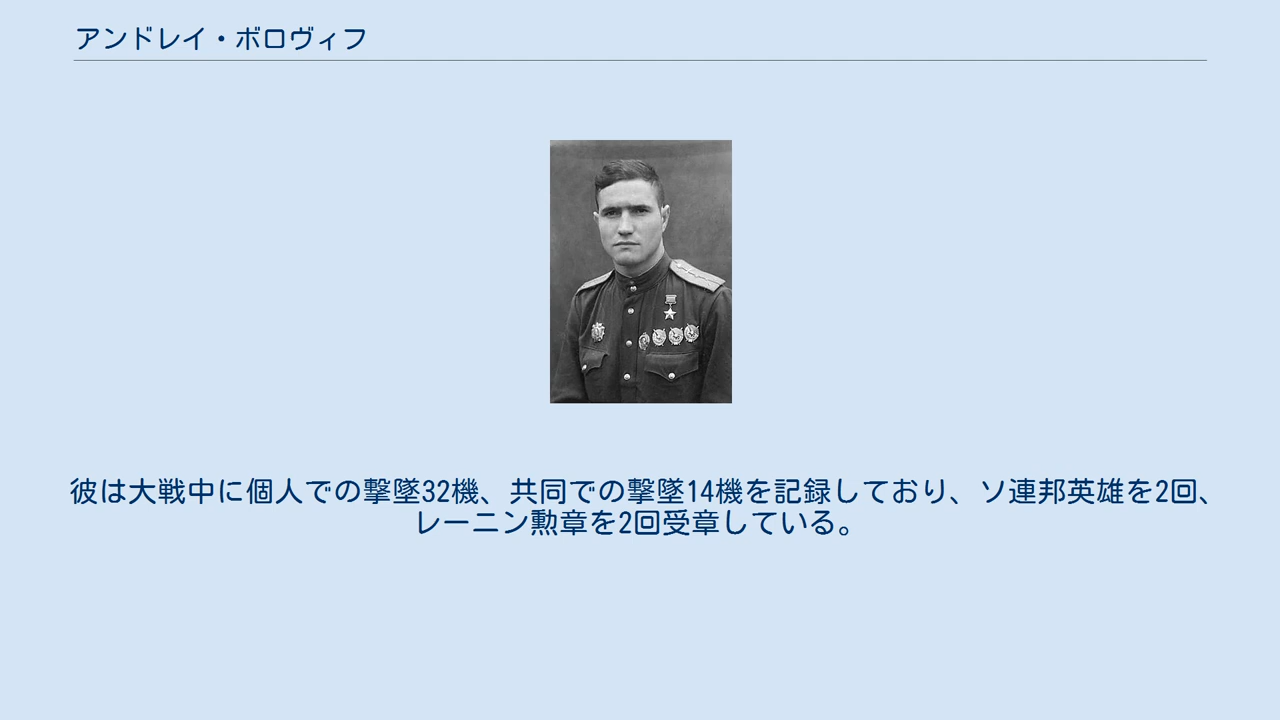 アンドレイ・ボロヴィフ
彼は大戦中に個人での撃墜32機、共同での撃墜14機を記録しており、ソ連邦英雄を2回、
レーニン勲章を2回受章している。